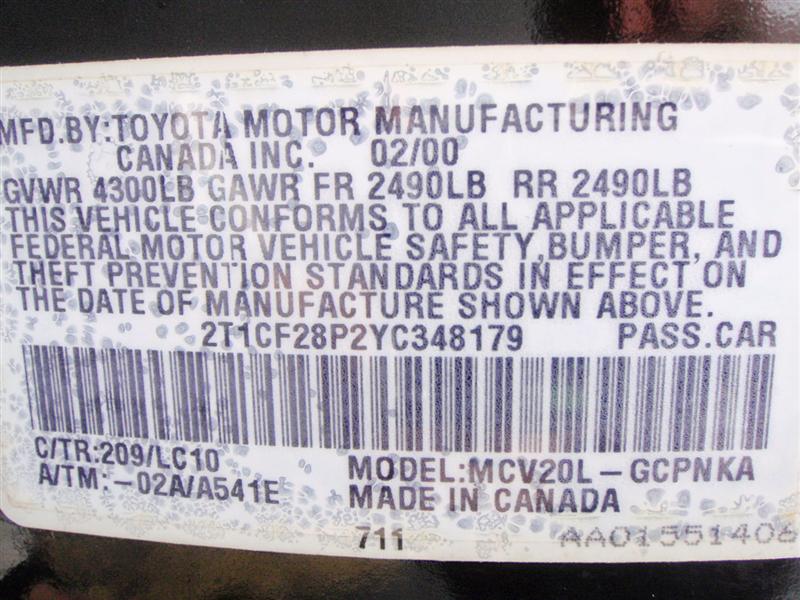 MFD.BY:TOYOTA MOTOR MANUFACTURING
CANADA INC. 02/00
GVWR 4300LB GAWR FR 2490LB RR 2490LB
THIS VEHICLE CONFORMS TO ALL APPLICABLE
FEDERAL MOTOR VEHICLE SAFETY,BUMPER, AND
THEFT PREVENTION STANDARDS IN EFFECT ON
THE DATE OF MANUFACTURE SHOWN ABOVE.
2T1CF28P2YC348179 PASS.CAR
C/TR:209/LC10
A/TM:-02A/A541E
MODEL:MCV20L-GCPNKA
MADE IN CANADA
711
AA01551406